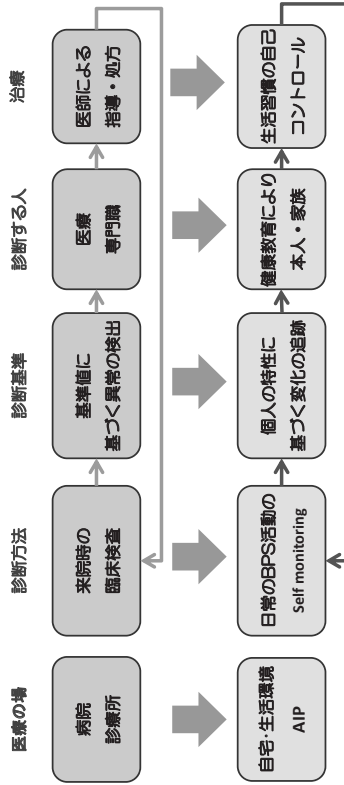 医療の場
診断方法
診断基準
診断する人
治療
病院
診療所
来院時の
臨床検査
基準値に
基づく異常の検出
医療
専門職
医師による
指導・処方
自宅・生活環境
AIP
日常のBPS活動の
Self monitoring
個人の特性に
基づく変化の追跡
健康教育により
本人・家族
生活習慣の自己
コントロール